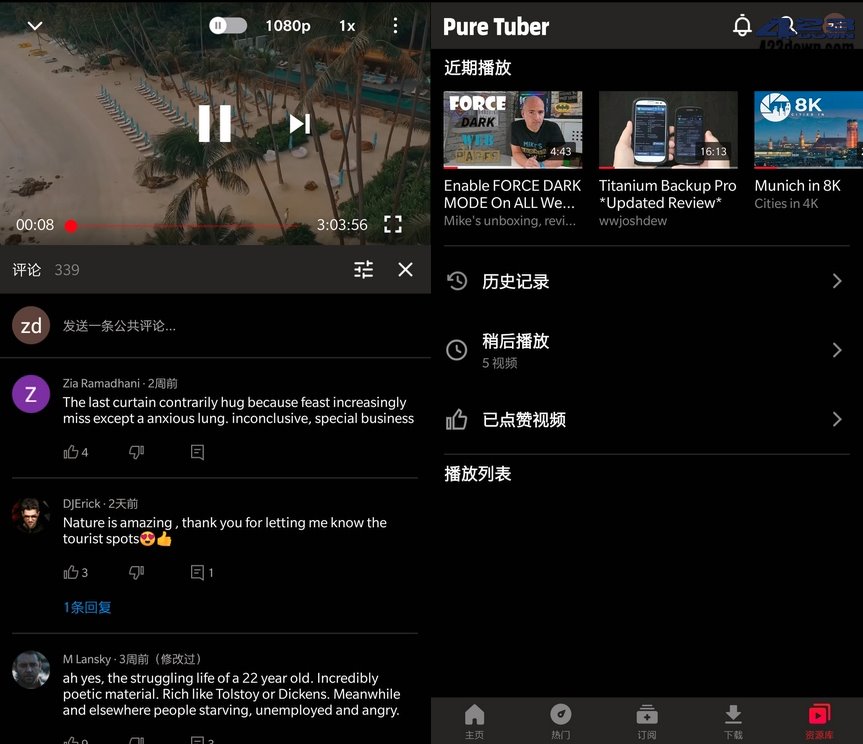 1080p
1x
00:08
3:03:56
评论 339
zd
发送一条公共评论...
Z
Zia Ramadhani · 2周前
The last curtain contrarily hug because feast increasingly
miss except a anxious lung. inconclusive, special business
4
DJErick · 2天前
Nature is amazing , thank you for letting me know the
tourist spots😍👍
3
1
1条回复
M Lansky · 3周前（修改过）
ah yes, the struggling life of a 22 year old. Incredibly
poetic material. Rich like Tolstoy or Dickens. Meanwhile
and elsewhere people starving, unemployed and angry.
Pure Tuber
近期播放
FORCE
DARK
WEB
4:43
Enable FORCE DARK
MODE On ALL We...
Mike's unboxing, revi...
16:13
Titanium Backup Pro
*Updated Review*
wwjoshdew
8K
CITIES IN
Munich in 8K
Cities in 4K
历史记录
稍后播放
5 视频
已点赞视频
播放列表
主页
热门
订阅
下载
资源库